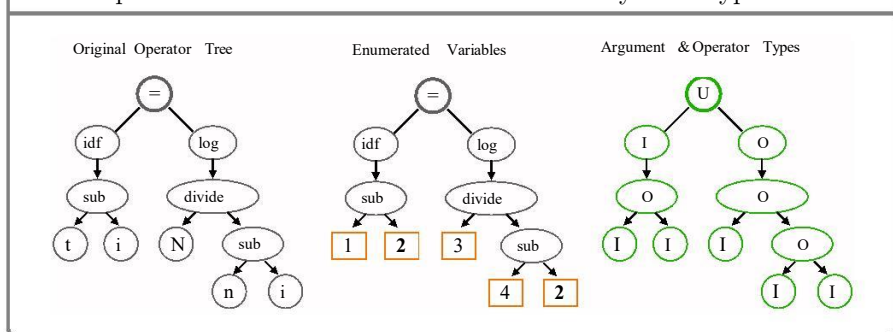 Original Operator Tree Enumerated Variables Argument & Operator Types
= = U
idf log idf log I O
sub divide sub divide O O
t i N sub 1 2 3 sub I I I O
n i 4 2 I I